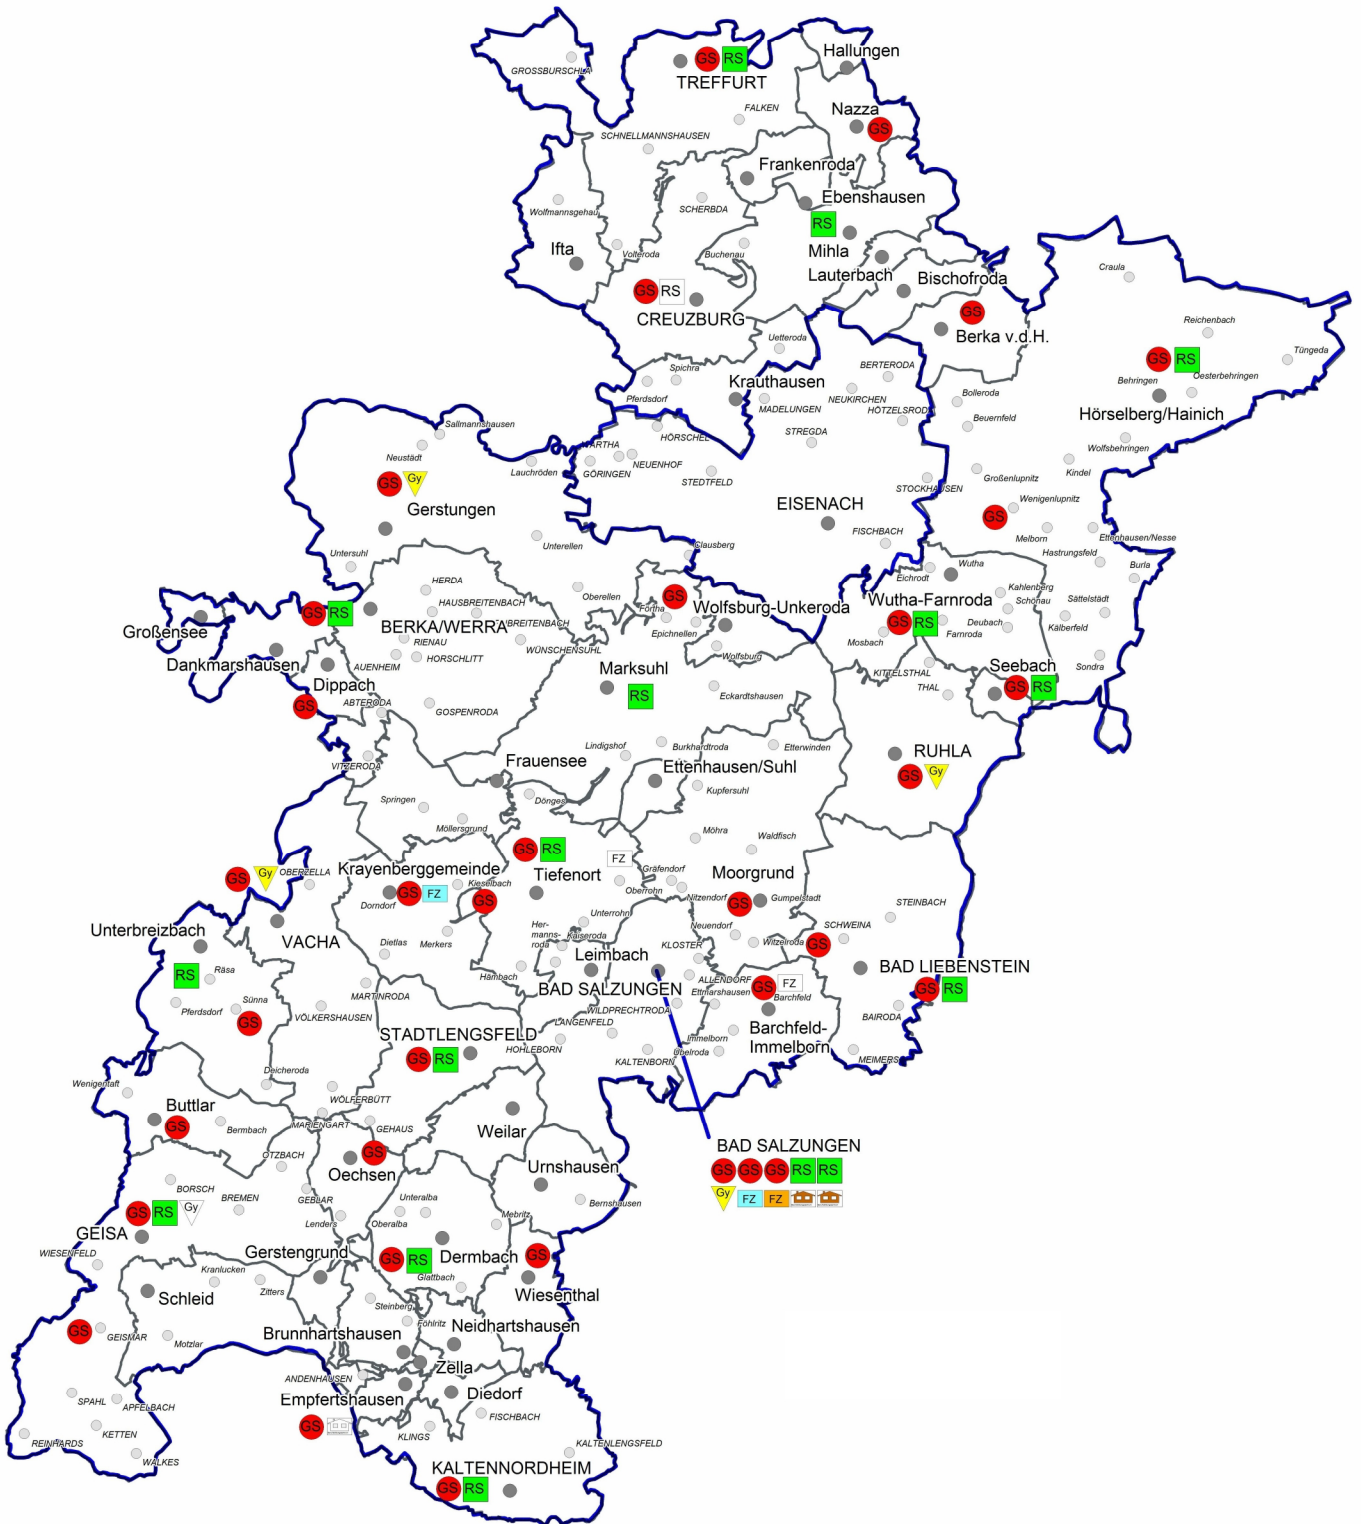 Hallungen
GS RS
TREFFURT
GROSSBURSCHLA
Nazza
GS
FALKEN
SCHNELLMANNSHAUSEN
Frankenroda
Ebenshausen
SCHERBDA
Wolfmannsgehau
RS
Mihla
Ifta
Volteroda
Buchenau
Lauterbach
Bischofroda
Craula
GS RS
CREUZBURG
GS
Berka v.d.H.
Reichenbach
Uetteroda
GS RS
Tüngeda
Behringen
Oesterbehringen
Hörselberg/Hainich
Spichra
Pferdsdorf
Krauthausen
BERTERODA
MADELUNGEN
NEUKIRCHEN
Bolleroda
HÖTZELSRODA
Beuernfeld
Sallmannshausen
HÖRSCHEL
STREGDA
Wolfsbehringen
Neustädt
Lauchröden
GÖRINGEN
NEUENHOF
STEDTFELD
Kindel
GS Gy
Gerstungen
STOCKHAUSEN
Großenlupnitz
Wenigenlupnitz
EISENACH
GS
FISCHBACH
Melborn
Ettenhausen/Nesse
Unterellen
Clausberg
Hastrungsfeld
Untersuhl
Wutha
Eichrodt
Burla
HERDA
Oberellen
Kahlenberg
GS
Wolfsburg-Unkeroda
Wutha-Farnroda
Schönau
Sättelstädt
GS RS
HAUSBREITENBACH
Förtha
Großensee
BERKA/WERRA
Epichnellen
GS RS
Deubach
Kälberfeld
Mosbach
Farnroda
RIENAU
WÜNSCHENSUHL
Wolfsburg
Dankmarshausen
AUENHEIM
HORSCHLITT
Marksuhl
KITTELSTHAL
Seebach
Sondra
Dippach
RS
Eckardtshausen
THAL
GS RS
GS
ABTERODA
GOSPENRODA
Lindigshof
Burkhardtroda
Etterwinden
RUHLA
VITZERODA
Frauensee
Ettenhausen/Suhl
GS Gy
Springen
Dönges
Kupfersuhl
Möllersgrund
Möhra
Waldfisch
GS RS
FZ
Krayenberggemeinde
Tiefenort
Gräfendorf
Moorgrund
GS Gy
OBERZELLA
Kieselbach
Oberrohn
Nitzendorf
Gumpelstadt
GS FZ
GS
GS
Dorndorf
Unterbreizbach
VACHA
Merkers
Unterrohn
Her-
manns-
roda
Kaiseroda
Neuendorf
Witzelroda
STEINBACH
SCHWEINA
GS
Dietlas
Leimbach
KLOSTER
RS
Räsa
Hämbach
BAD SALZUNGEN
ALLENDORF
BAD LIEBENSTEIN
Ettmarshausen
GS FZ
Barchfeld
GS RS
MARTINRODA
Pferdsdorf
Sünna
VÖLKERSHAUSEN
WILDPRECHTRODA
BAIRODA
GS
LANGENFELD
Barchfeld-
Immelborn
STADTLENGSFELD
GS RS
HOHLEBORN
Immelborn
KALTENBORN
Übelroda
MEIMERS
Deicheroda
Wenigentaft
WÖLFERBÜTT
Buttlar
GS
Bermbach
MARIENGART
GEHAUS
Weilar
BAD SALZUNGEN
GS GS GS RS RS
Gy FZ FZ
GS
Oechsen
OTZBACH
Urnshausen
BORSCH
BREMEN
GEBLAR
Unteralba
Bernshausen
GS RS Gy
GEISA
Lenders
Oberalba
Mebritz
WIESENFELD
Gerstengrund
GS RS
Dermbach
GS
Kranlucken
Zitters
Glattbach
Wiesenthal
Schleid
Steinberg
GS
GEISMAR
Motzlar
Brunnhartshausen
Föhlritz
Neidhartshausen
Zella
ANDENHAUSEN
SPAHL
APFELBACH
Empfertshausen
Diedorf
GS
FISCHBACH
REINHARDS
KETTEN
KLINGS
WALKES
KALTENLENGSFELD
KALTENNORDHEIM
GS RS